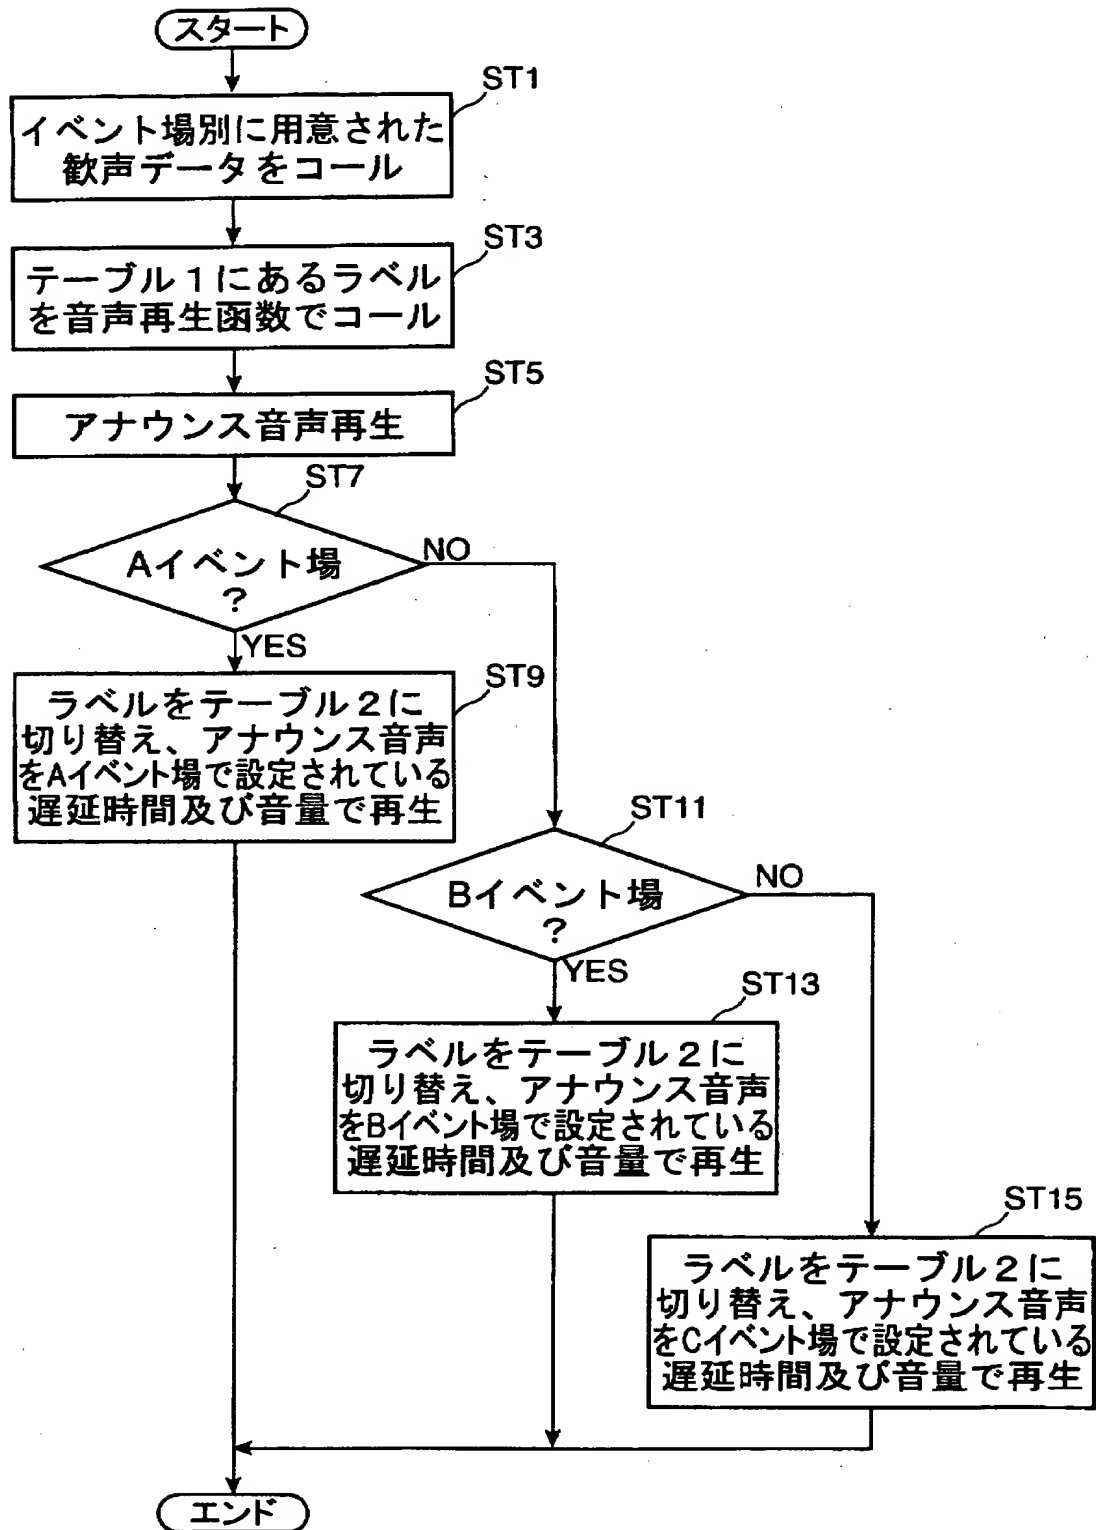 スタート
ST1
イベント場別に用意された
歓声データをコール
ST3
テーブル1にあるラベル
を音声再生函数でコール
ST5
アナウンス音声再生
ST7
Aイベント場
?
NO
YES
ST9
ラベルをテーブル2に
切り替え、アナウンス音声
をAイベント場で設定されている
遅延時間及び音量で再生
ST11
Bイベント場
?
NO
YES
ST13
ラベルをテーブル2に
切り替え、アナウンス音声
をBイベント場で設定されている
遅延時間及び音量で再生
ST15
ラベルをテーブル2に
切り替え、アナウンス音声
をCイベント場で設定されている
遅延時間及び音量で再生
エンド